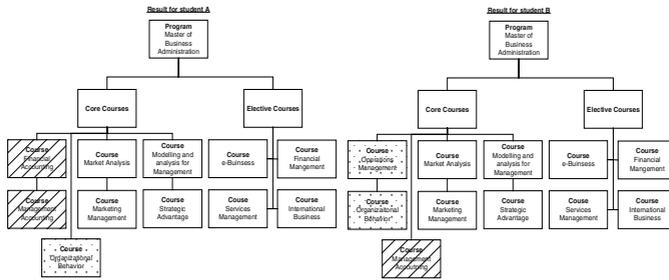 Result for student A
Program
Master of
Business
Administration
Core Courses
Elective Courses
Course
Financial
Accounting
Course
Market Analysis
Course
Modelling and
analysis for
Management
Course
e-Buinsess
Course
Financial
Mangement
Course
Management
Accounting
Course
Marketing
Management
Course
Strategic
Advantage
Couse
Services
Management
Course
International
Business
Course
Organizational
Behavior
Result for student B
Program
Master of
Business
Administration
Core Courses
Elective Courses
Course
Operations
Management
Course
Market Analysis
Course
Modelling and
analysis for
Management
Course
e-Buinsess
Course
Financial
Mangement
Course
Organizaitonal
Behavior
Course
Marketing
Management
Course
Strategic
Advantage
Couse
Services
Management
Course
International
Business
Course
Management
Accoutning